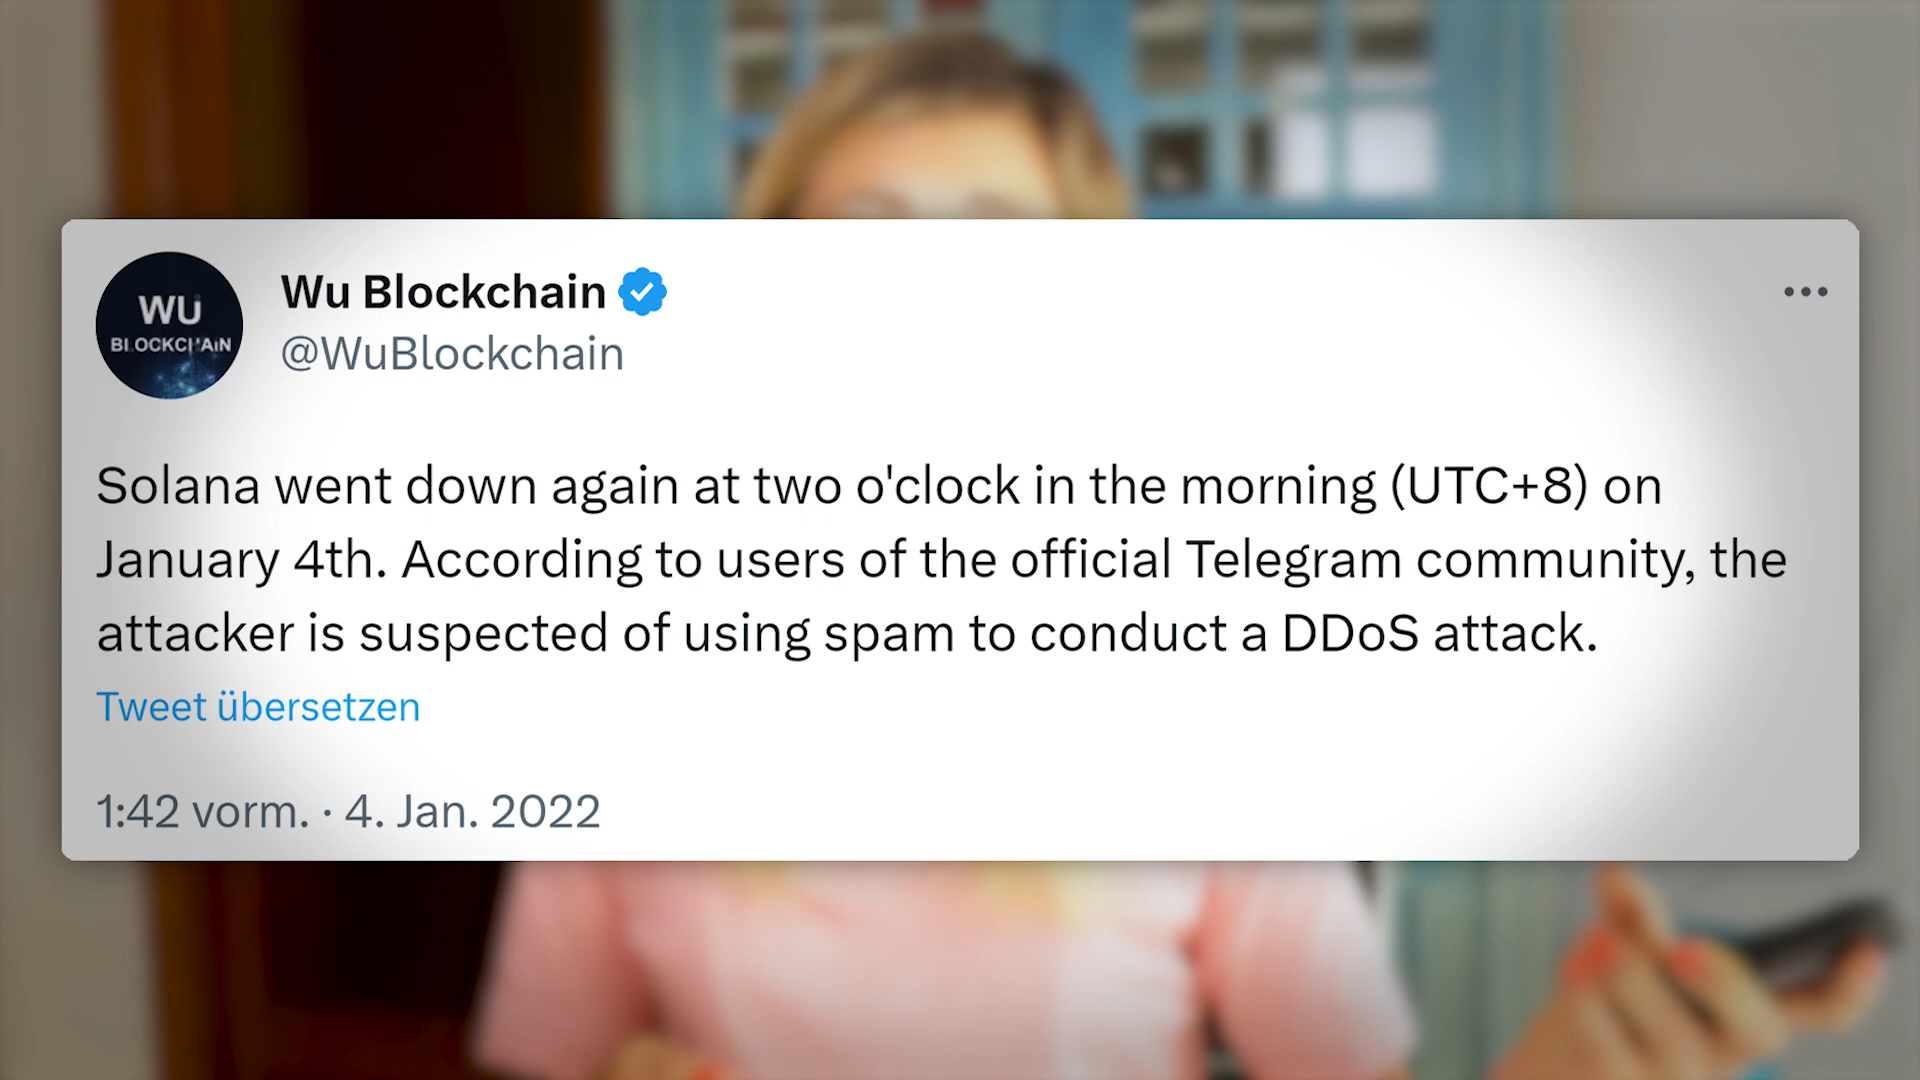 WU
BLOCKCHAIN
Wu Blockchain
@WuBlockchain
Solana went down again at two o'clock in the morning (UTC+8) on
January 4th. According to users of the official Telegram community, the
attacker is suspected of using spam to conduct a DDoS attack.
Tweet übersetzen
1:42 vorm. · 4. Jan. 2022